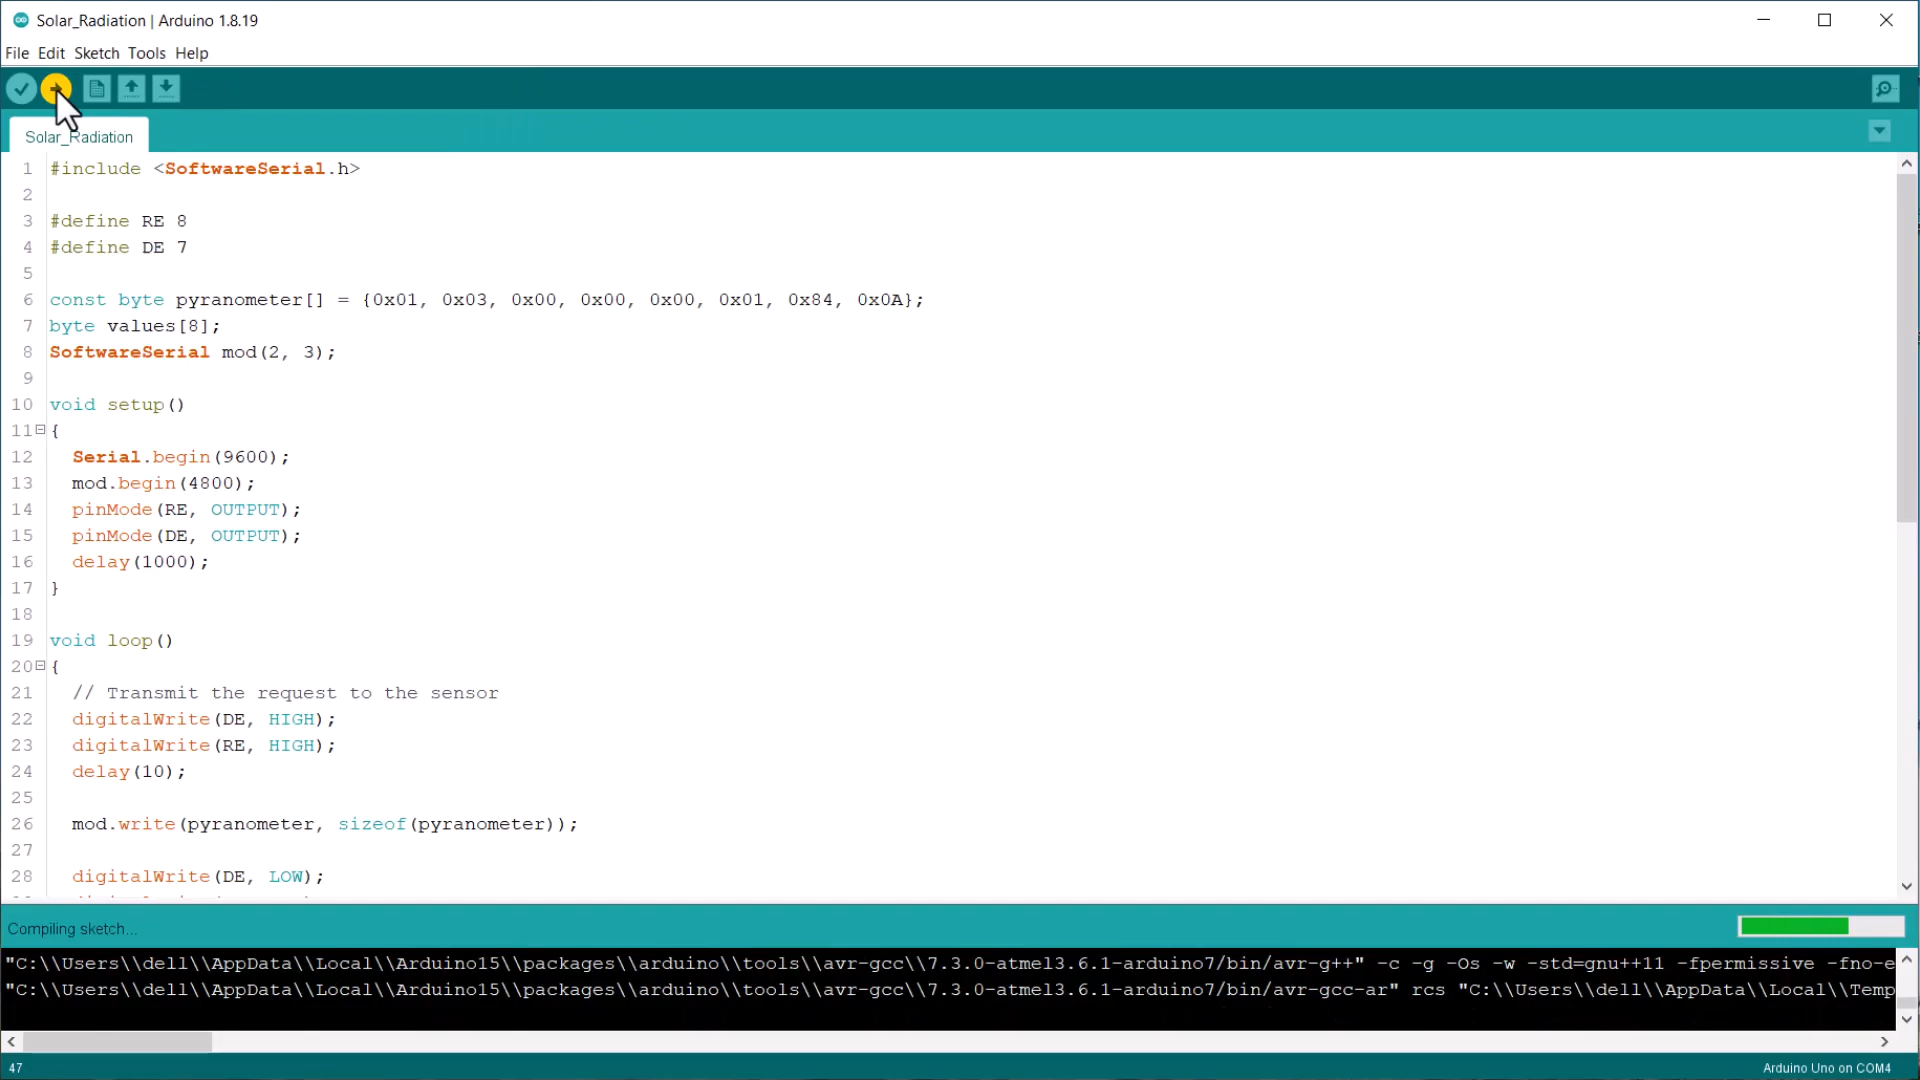 Solar_Radiation | Arduino 1.8.19
File Edit Sketch Tools Help
Solar_Radiation
1 #include <SoftwareSerial.h>
2
3 #define RE 8
4 #define DE 7
5
6 const byte pyranometer[] = {0x01, 0x03, 0x00, 0x00, 0x00, 0x01, 0x84, 0x0A};
7 byte values[8];
8 SoftwareSerial mod(2, 3);
9
10 void setup()
11 {
12 Serial.begin(9600);
13 mod.begin(4800);
14 pinMode(RE, OUTPUT);
15 pinMode(DE, OUTPUT);
16 delay(1000);
17 }
18
19 void loop()
20 {
21 // Transmit the request to the sensor
22 digitalWrite(DE, HIGH);
23 digitalWrite(RE, HIGH);
24 delay(10);
25
26 mod.write(pyranometer, sizeof(pyranometer));
27
28 digitalWrite(DE, LOW);
Compiling sketch...
"C:\\Users\\dell\\AppData\\Local\\Arduino15\\packages\\arduino\\tools\\avr-gcc\\7.3.0-atmel3.6.1-arduino7/bin/avr-g++" -c -g -Os -w -std=gnu++11 -fpermissive -fno-e
"C:\\Users\\dell\\AppData\\Local\\Arduino15\\packages\\arduino\\tools\\avr-gcc\\7.3.0-atmel3.6.1-arduino7/bin/avr-gcc-ar" rcs "C:\\Users\\dell\\AppData\\Local\\Temp
47
Arduino Uno on COM4